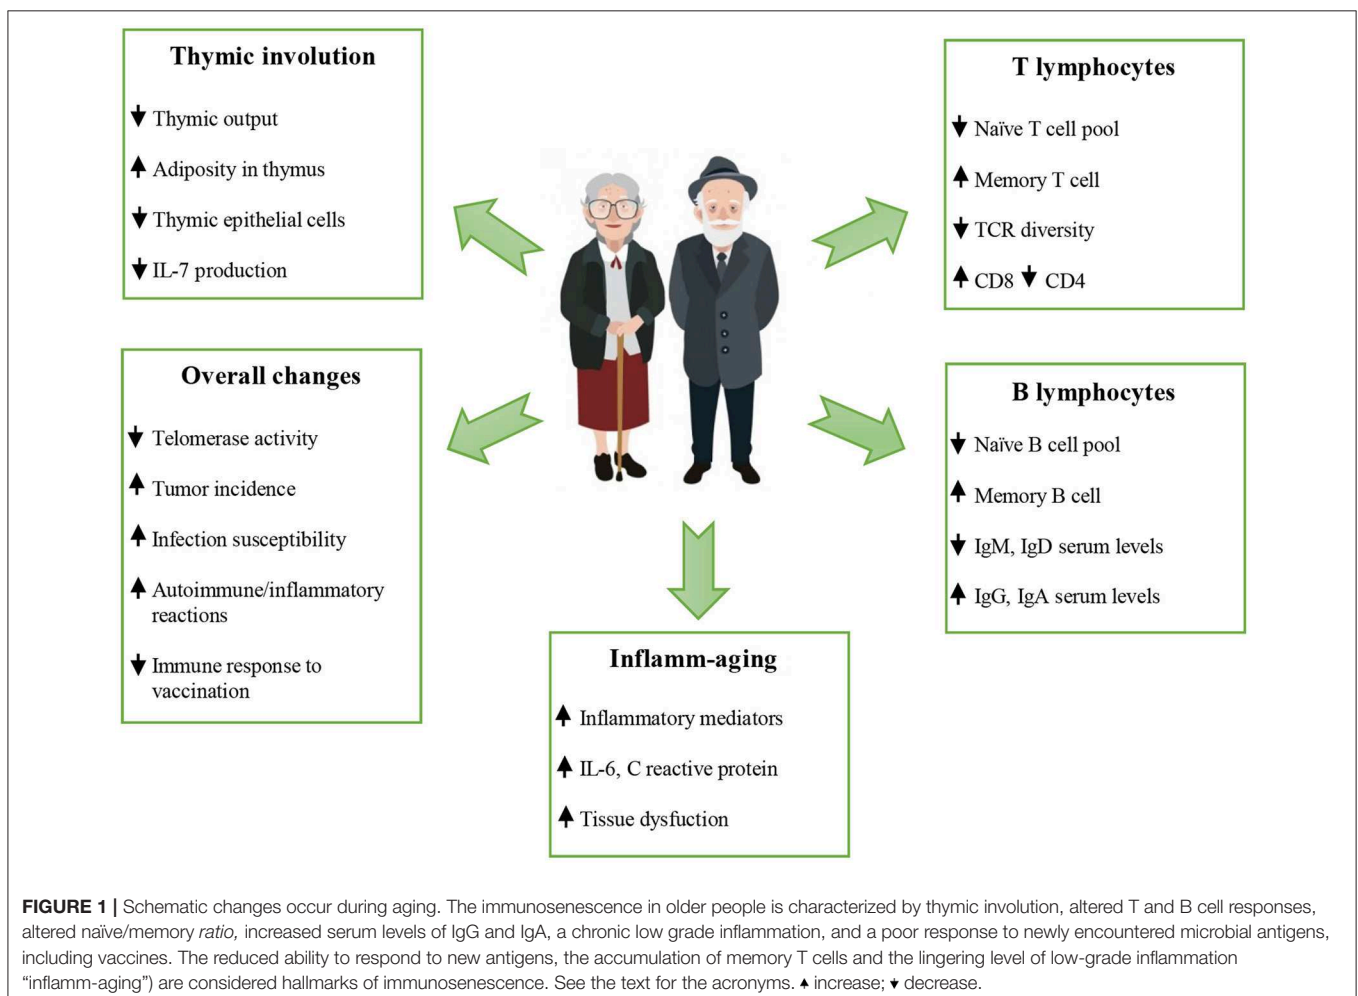 Thymic involution
↓ Thymic output
↑ Adiposity in thymus
↓ Thymic epithelial cells
↓ IL-7 production
Overall changes
↓ Telomerase activity
↑ Tumor incidence
↑ Infection susceptibility
↑ Autoimmune/inflammatory
reactions
↓ Immune response to
vaccination
Inflamm-aging
↑ Inflammatory mediators
↑ IL-6, C reactive protein
↑ Tissue dysfuction
T lymphocytes
↓ Naïve T cell pool
↑ Memory T cell
↓ TCR diversity
↑ CD8 ↓ CD4
B lymphocytes
↓ Naïve B cell pool
↑ Memory B cell
↓ IgM, IgD serum levels
↑ IgG, IgA serum levels
FIGURE 1 | Schematic changes occur during aging. The immunosenescence in older people is characterized by thymic involution, altered T and B cell responses,
altered naïve/memory ratio, increased serum levels of IgG and IgA, a chronic low grade inflammation, and a poor response to newly encountered microbial antigens,
including vaccines. The reduced ability to respond to new antigens, the accumulation of memory T cells and the lingering level of low-grade inflammation
“inflamm-aging”) are considered hallmarks of immunosenescence. See the text for the acronyms. ↑ increase; ↓ decrease.